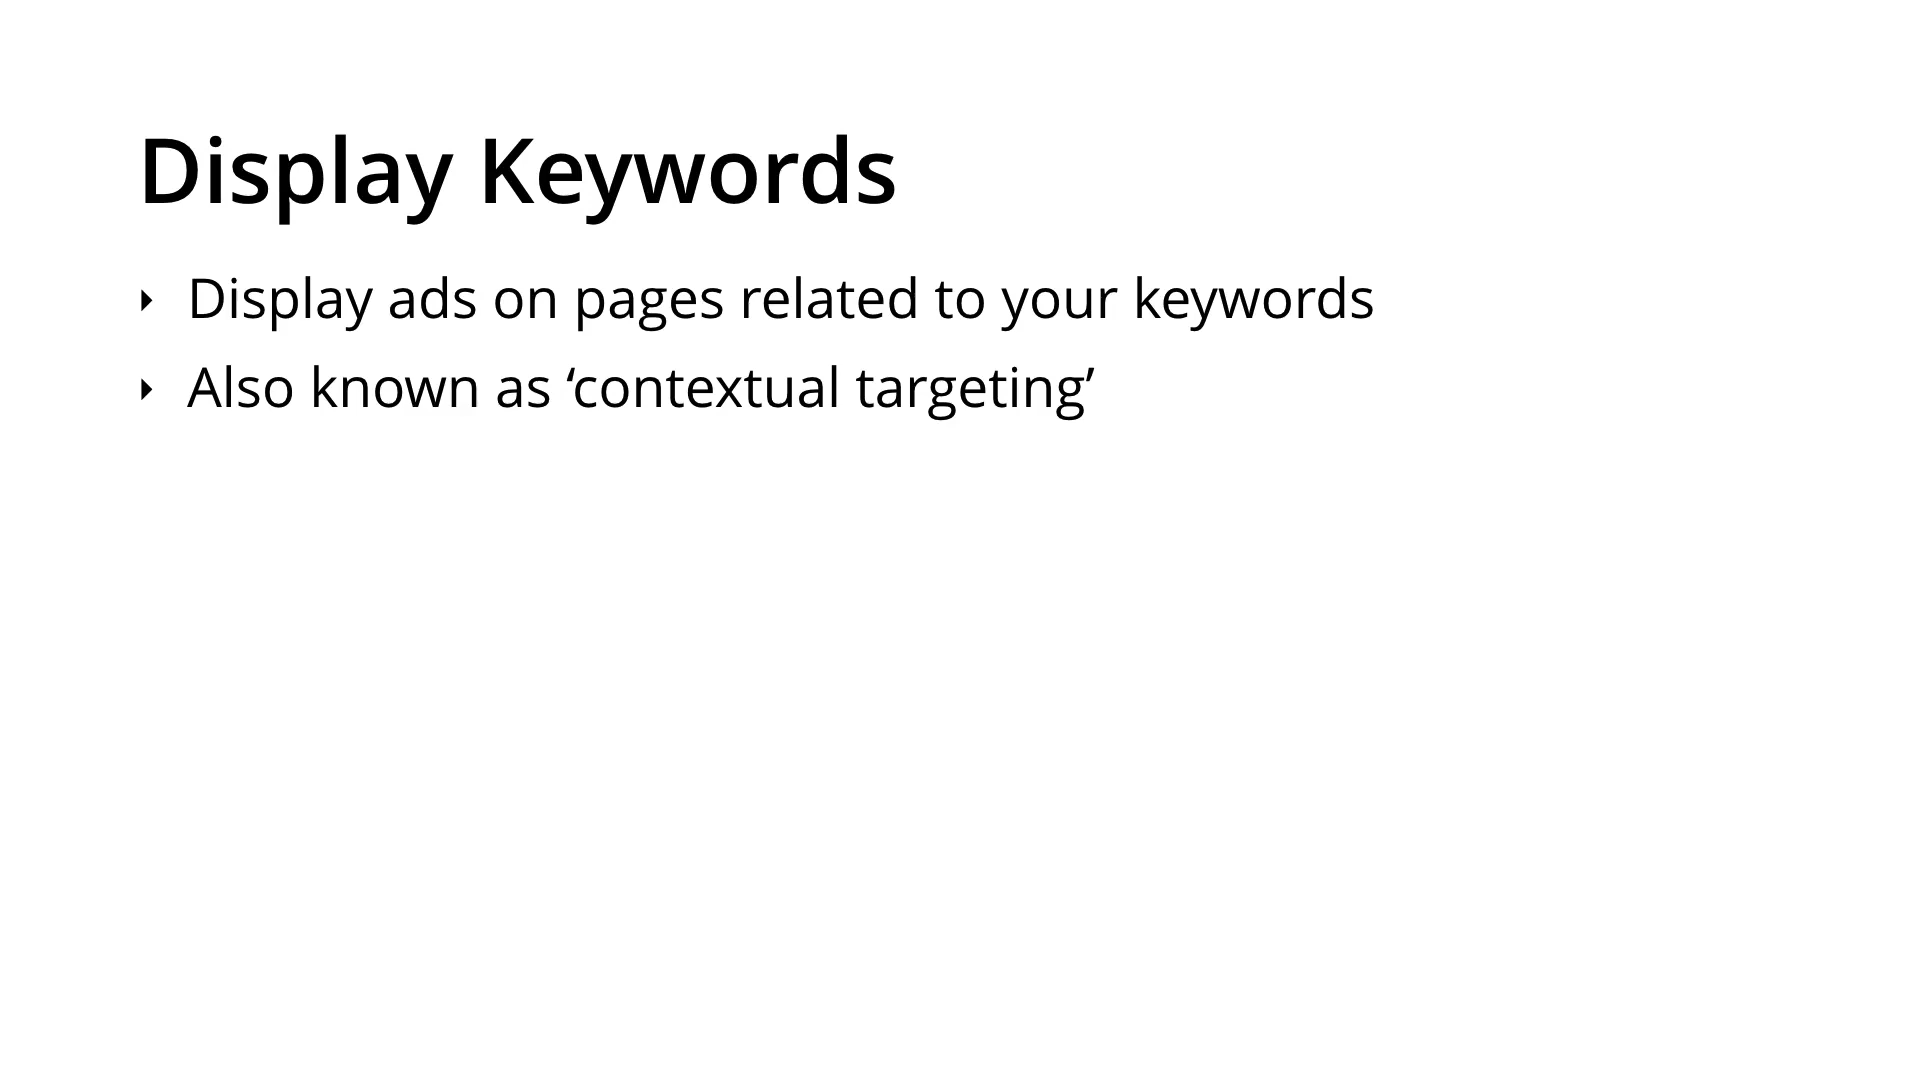 Display Keywords
‣ Display ads on pages related to your keywords
‣ Also known as ‘contextual targeting’